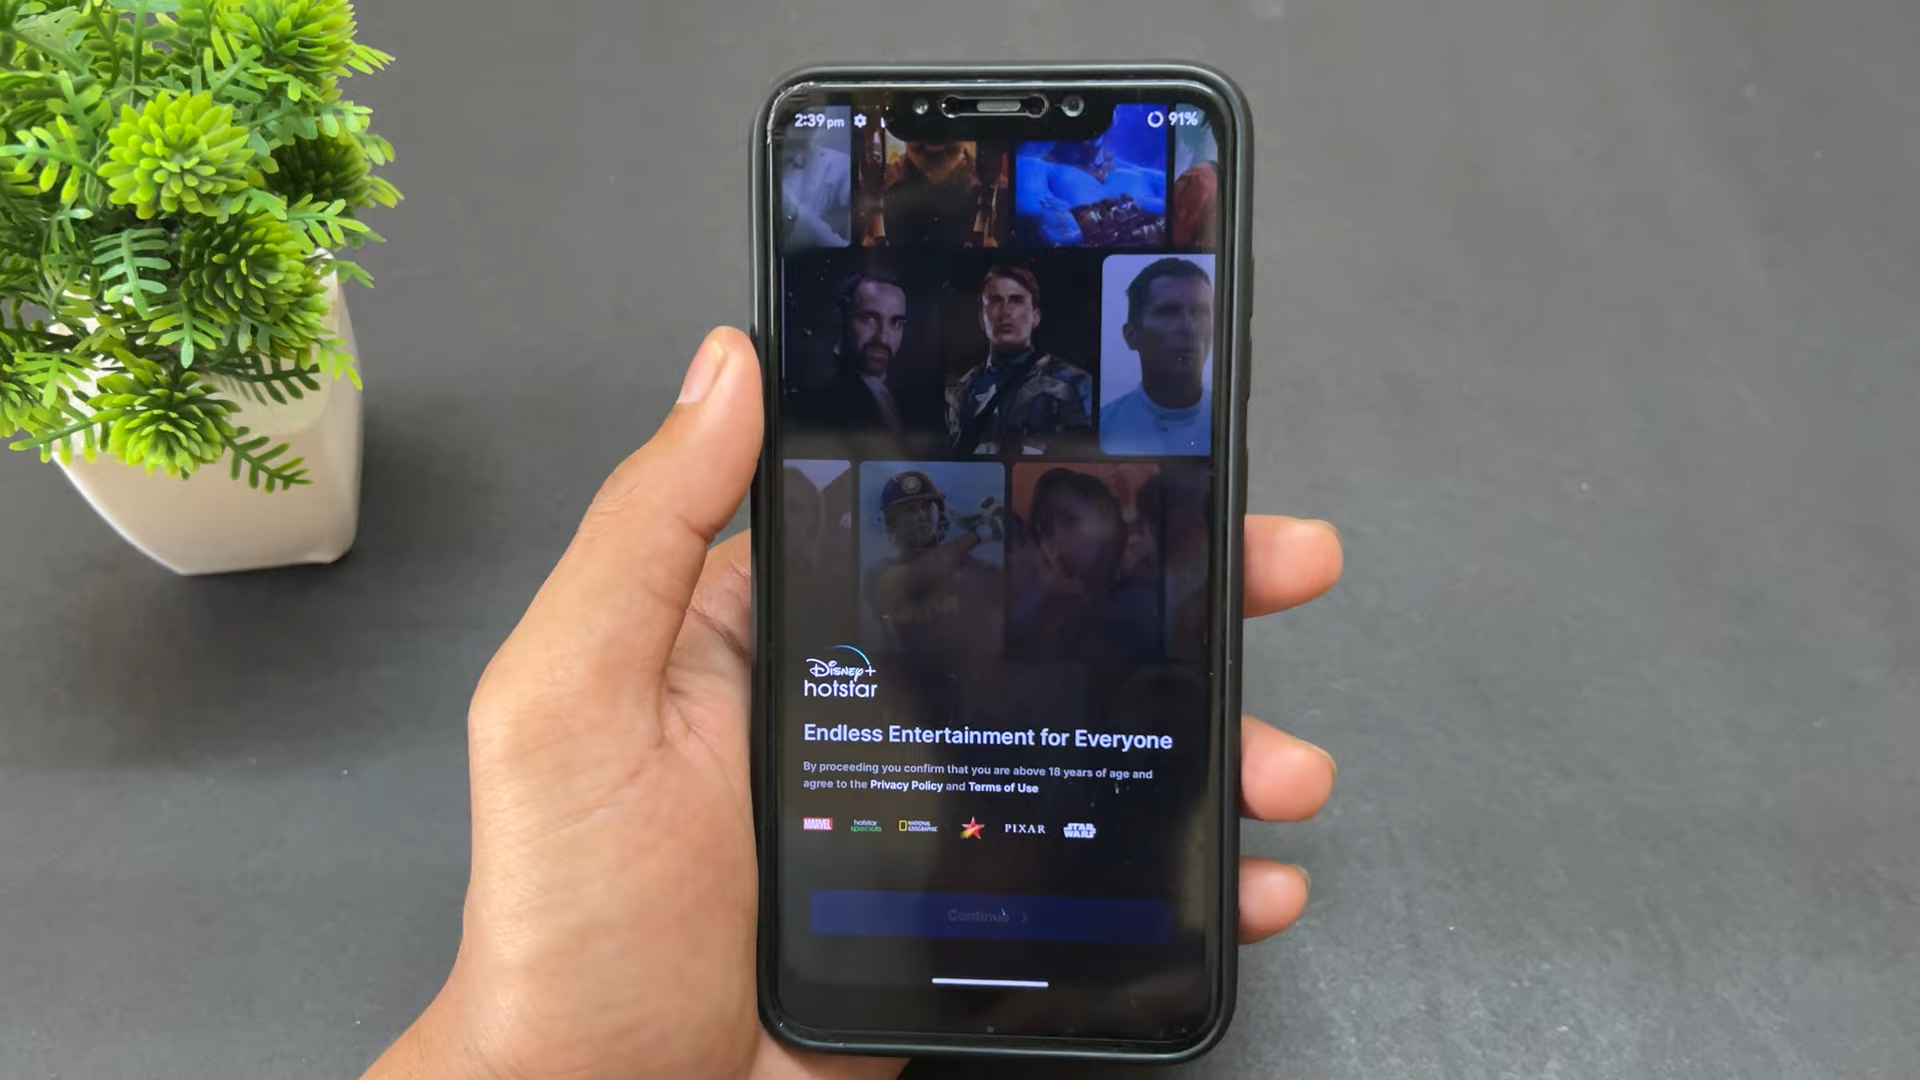 2:39 pm
91%
Disney+
hotstar
Endless Entertainment for Everyone
By proceeding you confirm that you are above 18 years of age and
agree to the Privacy Policy and Terms of Use
MARVEL
hotstar
specials
NATIONAL
GEOGRAPHIC
PIXAR
STAR
WARS
Continue